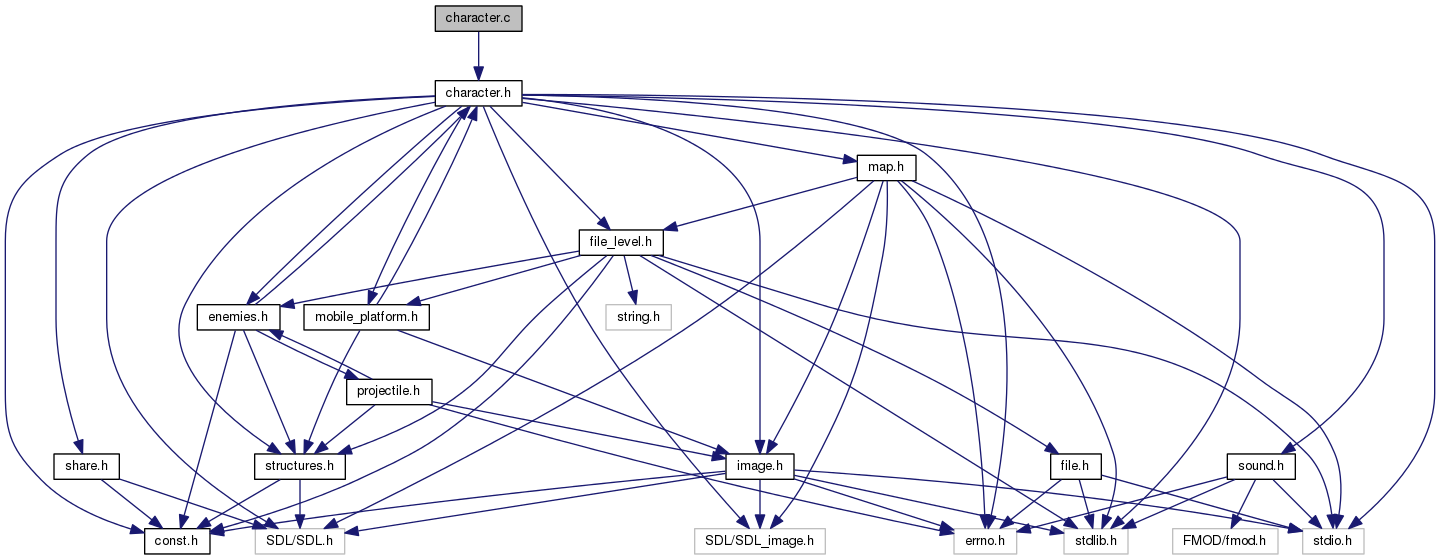 character.c
character.h
map.h
file_level.h
enemies.h
mobile_platform.h
string.h
projectile.h
share.h
structures.h
image.h
file.h
sound.h
const.h
SDL/SDL.h
SDL/SDL_image.h
errno.h
stdlib.h
FMOD/fmod.h
stdio.h